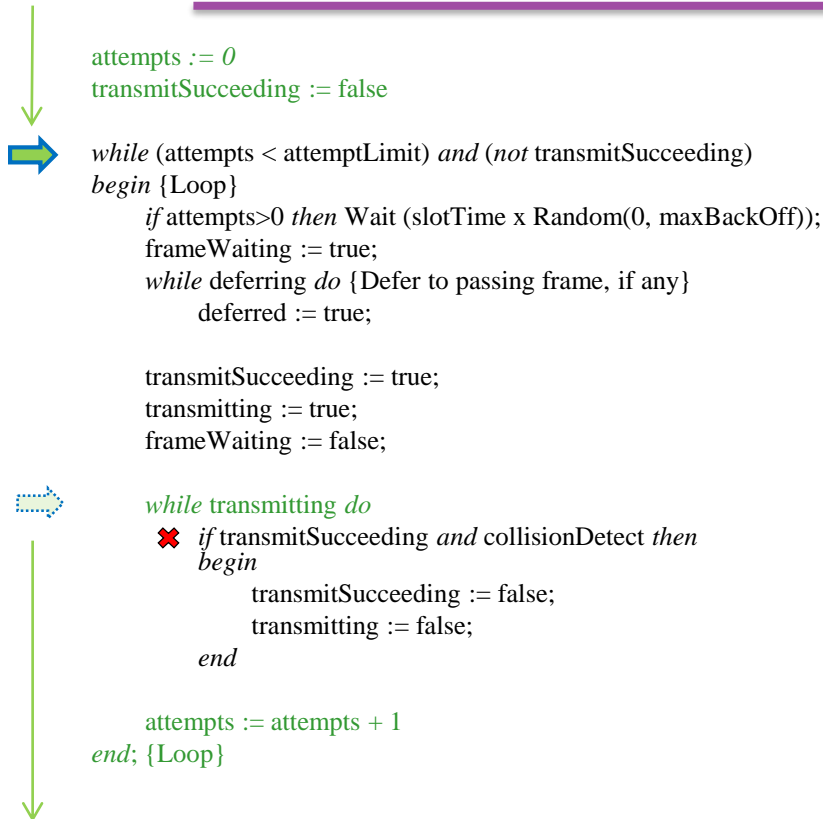 attempts := 0
transmitSucceeding := false
while (attempts < attemptLimit) and (not transmitSucceeding)
begin {Loop}
if attempts>0 then Wait (slotTime x Random(0, maxBackOff));
frameWaiting := true;
while deferring do {Defer to passing frame, if any}
deferred := true;
transmitSucceeding := true;
transmitting := true;
frameWaiting := false;
while transmitting do
if transmitSucceeding and collisionDetect then
begin
transmitSucceeding := false;
transmitting := false;
end
attempts := attempts + 1
end; {Loop}